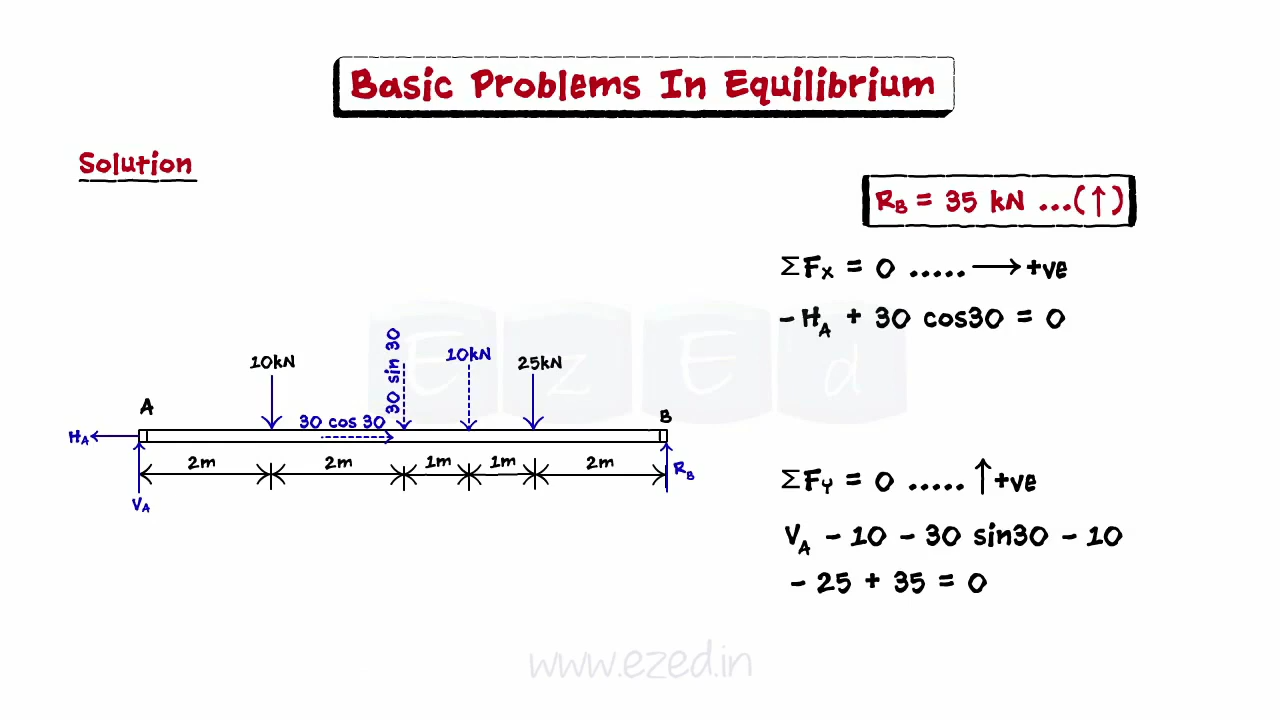 Basic Problems In Equilibrium
Solution
R_B = 35 kN ...(↑)
ΣF_X = 0 ..... ⟶ +ve
- H_A + 30 cos30 = 0
ΣF_Y = 0 ..... ↑ +ve
V_A - 10 - 30 sin30 - 10
- 25 + 35 = 0
10kN
30 sin 30
10kN
25kN
A
30 cos 30
B
H_A
2m
2m
1m
1m
2m
R_B
V_A
E z E d
www.ezed.in